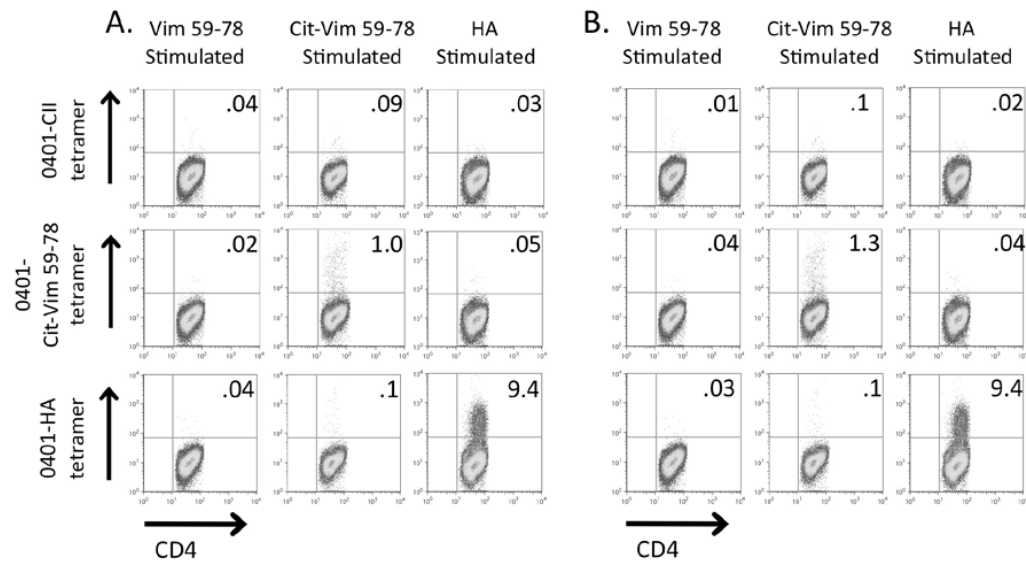 A.
Vim 59-78
Stimulated
Cit-Vim 59-78
Stimulated
HA
Stimulated
B.
Vim 59-78
Stimulated
Cit-Vim 59-78
Stimulated
HA
Stimulated
0401-CII
tetramer
.04
.09
.03
.01
.1
.02
0401-
Cit-Vim 59-78
tetramer
.02
1.0
.05
.04
1.3
.04
0401-HA
tetramer
.04
.1
9.4
.03
.1
9.4
CD4
CD4